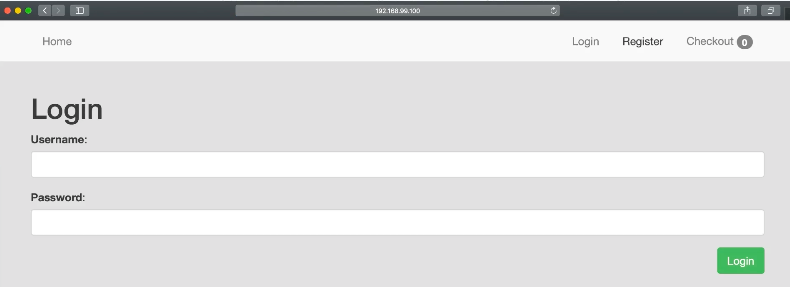 192.168.99.100
Home Login Register Checkout 0
Login
Username:
Password:
Login